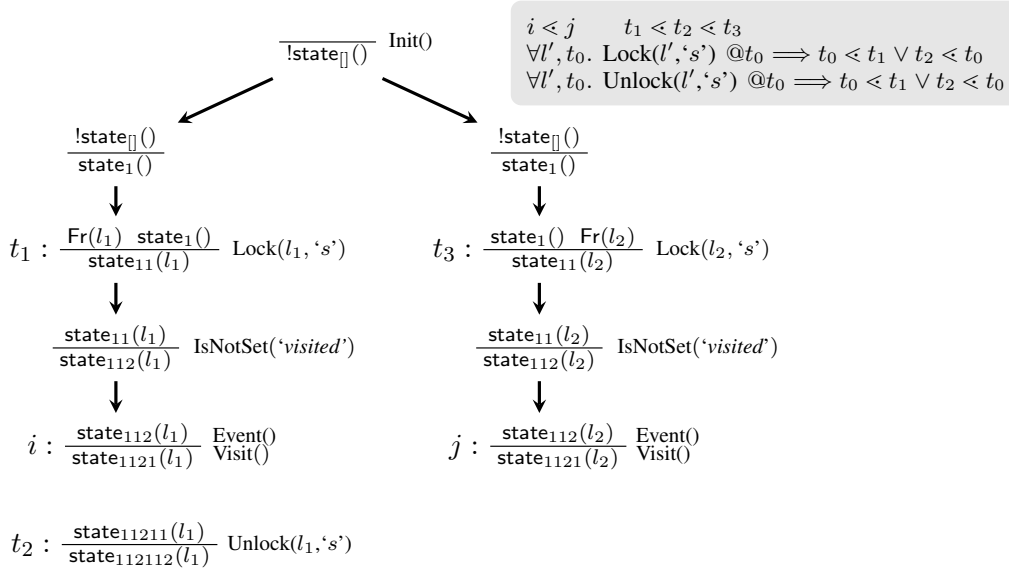 i ⋖ j t₁ ⋖ t₂ ⋖ t₃
∀l′, t₀. Lock(l′,‘s’) @t₀ ⟹ t₀ ⋖ t₁ ∨ t₂ ⋖ t₀
∀l′, t₀. Unlock(l′,‘s’) @t₀ ⟹ t₀ ⋖ t₁ ∨ t₂ ⋖ t₀
Init()
!state[]()
!state[]() !state[]()
state₁() state₁()
t₁ : Fr(l₁) state₁() Lock(l₁, ‘s’) t₃ : state₁() Fr(l₂) Lock(l₂, ‘s’)
state₁₁(l₁) state₁₁(l₂)
state₁₁(l₁) IsNotSet(‘visited’) state₁₁(l₂) IsNotSet(‘visited’)
state₁₁₂(l₁) state₁₁₂(l₂)
i : state₁₁₂(l₁) Event() j : state₁₁₂(l₂) Event()
state₁₁₂₁(l₁) Visit() state₁₁₂₁(l₂) Visit()
t₂ : state₁₁₂₁₁(l₁) Unlock(l₁,‘s’)
state₁₁₂₁₁₂(l₁)